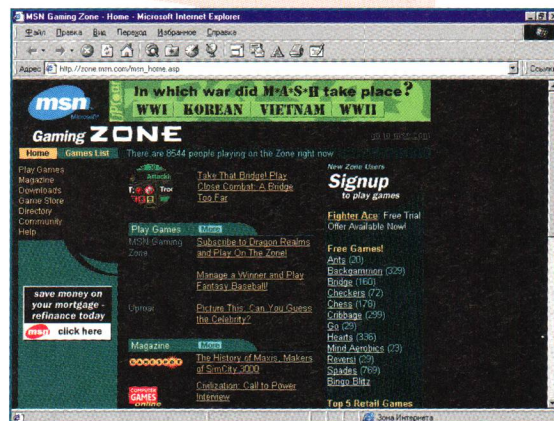 MSN Gaming Zone - Home - Microsoft Internet Explorer
Файл Правка Вид Переход Избранное Справка
Адрес http://zone.msn.com/msn_home.asp Ссылки
msn
Microsoft
In which war did M*A*S*H take place?
WWI KOREAN VIETNAM WWII
Gaming ZONE
Home Games List There are 8544 people playing on the Zone right now
Play Games
Magazine
Downloads
Game Store
Directory
Community
Help
save money on
your mortgage -
refinance today
msn click here
Attack!
Take That Bridge! Play
Close Combat: A Bridge
Too Far
Play Games More
MSN Gaming
Zone
Subscribe to Dragon Realms
and Play On The Zone!
Manage a Winner and Play
Fantasy Baseball!
Uproar
Picture This: Can You Guess
the Celebrity?
Magazine More
The History of Maxis, Makers
of SimCity 3000
COMPUTER
GAMES
Online
Civilization: Call to Power
Interview
New Zone Users
Signup
to play games
Fighter Ace: Free Trial
Offer Available Now!
Free Games!
Ants (20)
Backgammon (329)
Bridge (160)
Checkers (72)
Chess (178)
Cribbage (299)
Go (29)
Hearts (336)
Mind Aerobics (23)
Reversi (29)
Spades (769)
Bingo Blitz
Top 5 Retail Games
Зона Интернета